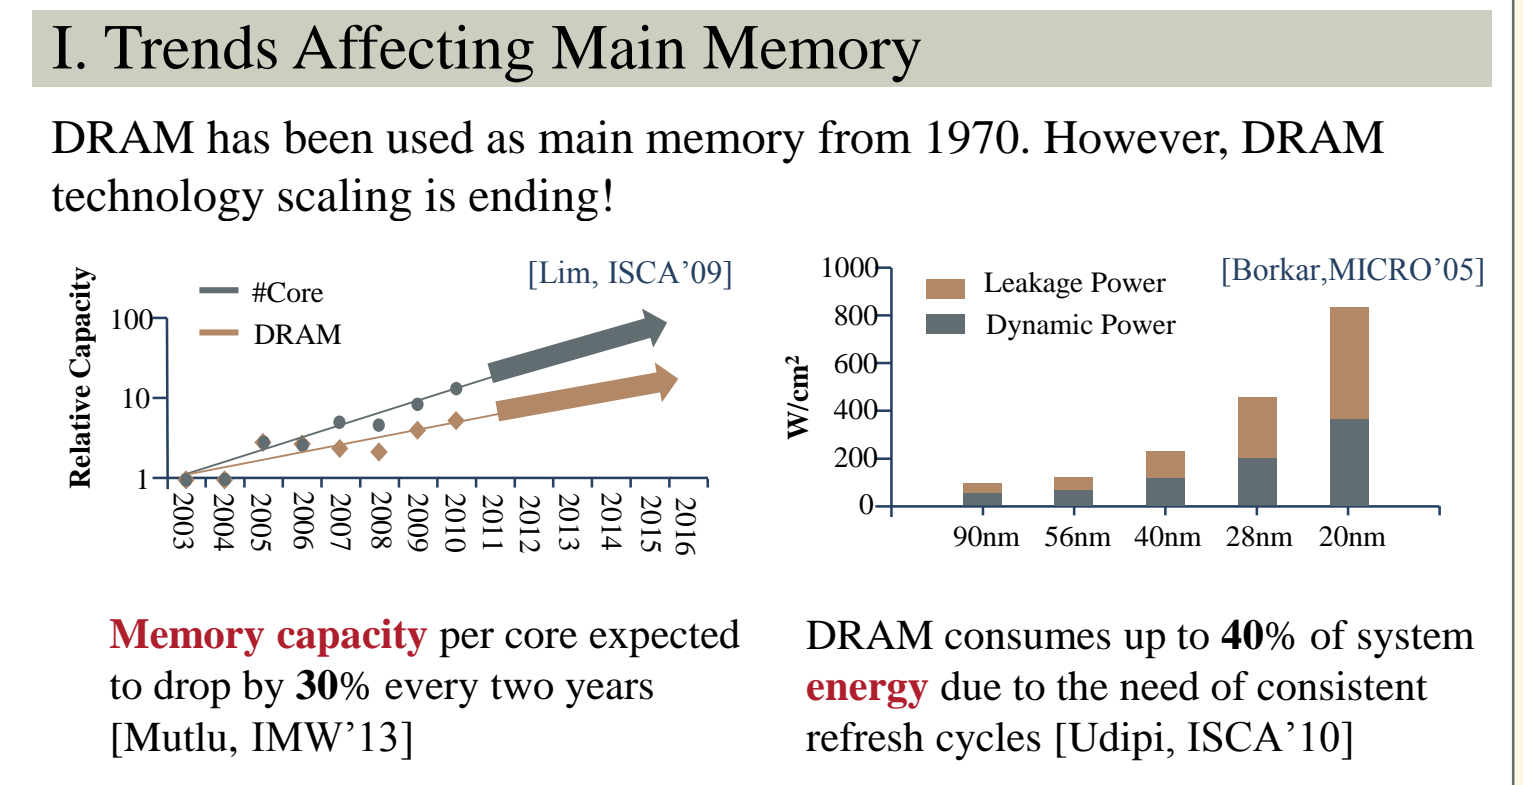 I. Trends Affecting Main Memory
DRAM has been used as main memory from 1970. However, DRAM
technology scaling is ending!
[Lim, ISCA’09]
#Core
DRAM
Relative Capacity
100
10
1
2003
2004
2005
2006
2007
2008
2009
2010
2011
2012
2013
2014
2015
2016
Memory capacity per core expected
to drop by 30% every two years
[Mutlu, IMW’13]
[Borkar,MICRO’05]
Leakage Power
Dynamic Power
W/cm²
1000
800
600
400
200
0
90nm 56nm 40nm 28nm 20nm
DRAM consumes up to 40% of system
energy due to the need of consistent
refresh cycles [Udipi, ISCA’10]